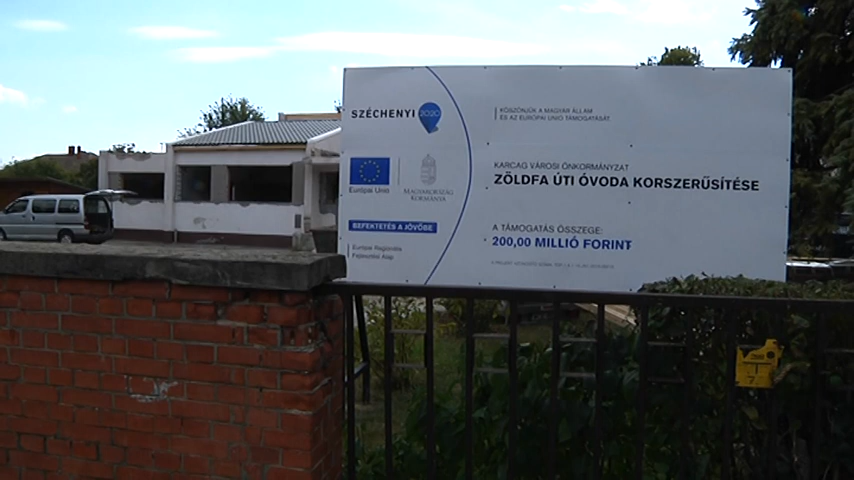 SZÉCHENYI 2020
KÖSZÖNJÜK A MAGYAR ÁLLAM
ÉS AZ EURÓPAI UNIÓ TÁMOGATÁSÁT.
Európai Unió
MAGYARORSZÁG
KORMÁNYA
KARCAG VÁROSI ÖNKORMÁNYZAT
ZÖLDFA ÚTI ÓVODA KORSZERŰSÍTÉSE
BEFEKTETÉS A JÖVŐBE
A TÁMOGATÁS ÖSSZEGE:
200,00 MILLIÓ FORINT
Európai Regionális
Fejlesztési Alap